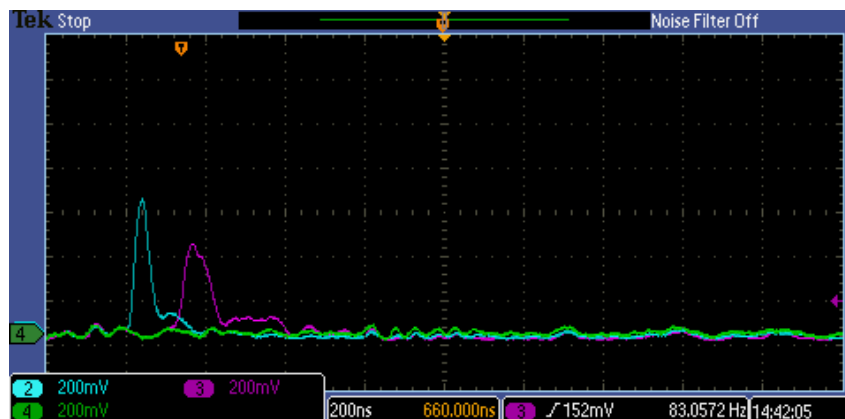 Tek Stop Noise Filter Off
T
4
2 200mV 3 200mV
4 200mV 200ns 660.000ns 3 152mV 83.0572 Hz 14:42:05